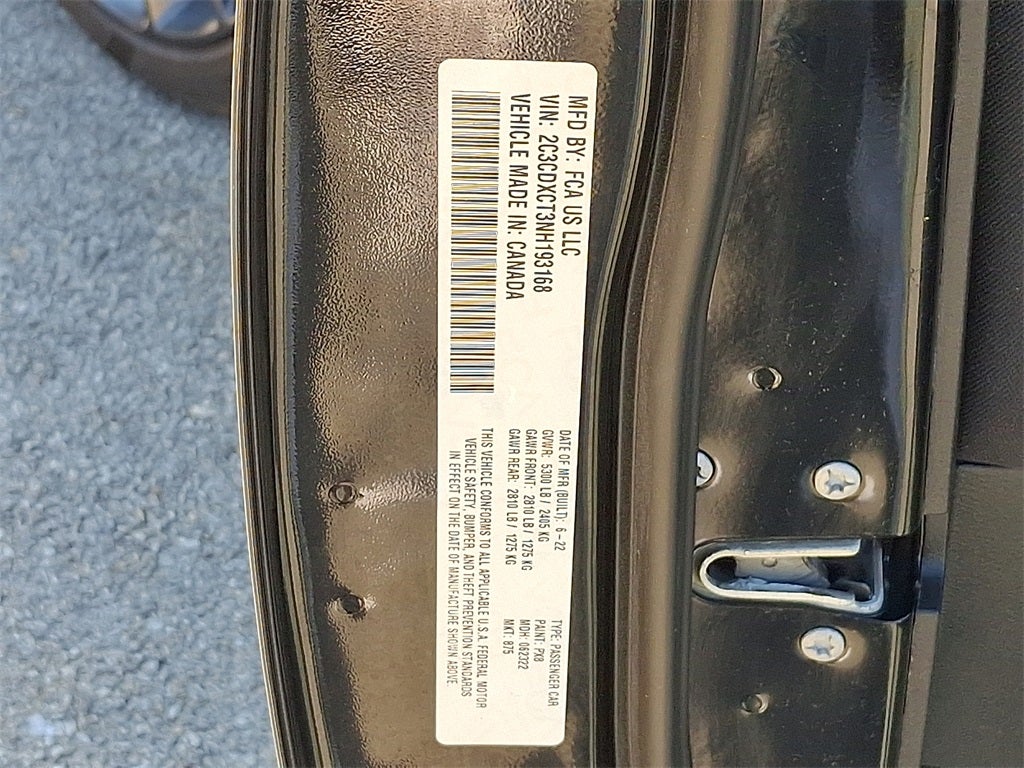 MFD BY: FCA US LLC
VIN: 2C3CDXCT3NH193168
VEHICLE MADE IN: CANADA
DATE OF MFR (BUILT): 6-22
GVWR: 5300 LB / 2405 KG
GAWR FRONT: 2810 LB / 1275 KG
GAWR REAR: 2810 LB / 1275 KG
TYPE: PASSENGER CAR
PAINT: PX8
MDH: 062322
MKT: 875
THIS VEHICLE CONFORMS TO ALL APPLICABLE U.S.A. FEDERAL MOTOR
VEHICLE SAFETY, BUMPER, AND THEFT PREVENTION STANDARDS
IN EFFECT ON THE DATE OF MANUFACTURE SHOWN ABOVE